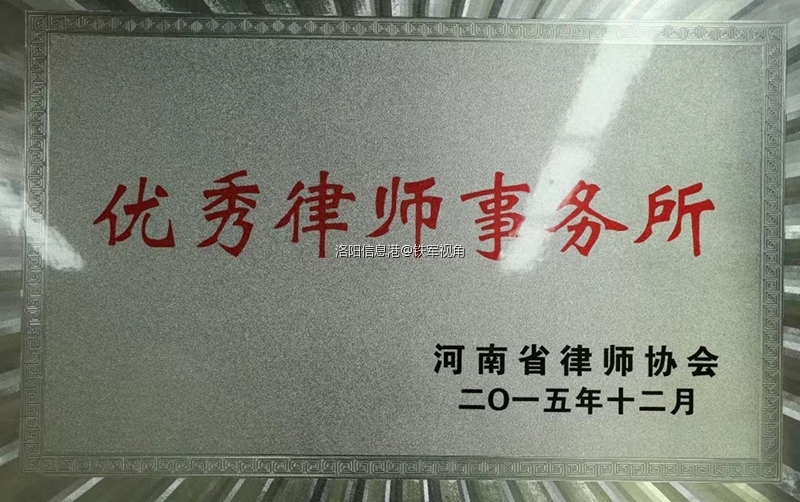 优秀律师事务所
洛阳信息港@铁军视角
河南省律师协会
二〇一五年十二月